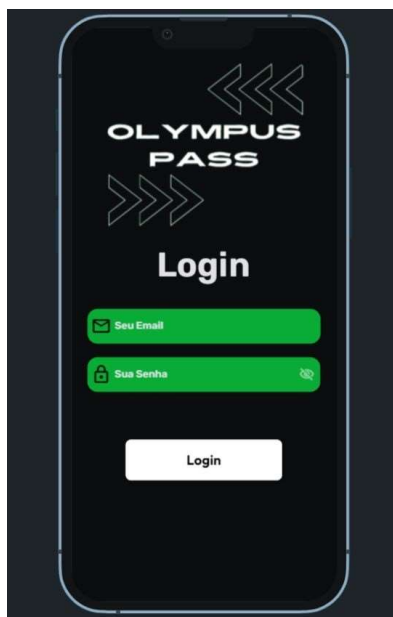 OLYMPUS
PASS
Login
Seu Email
Sua Senha
Login